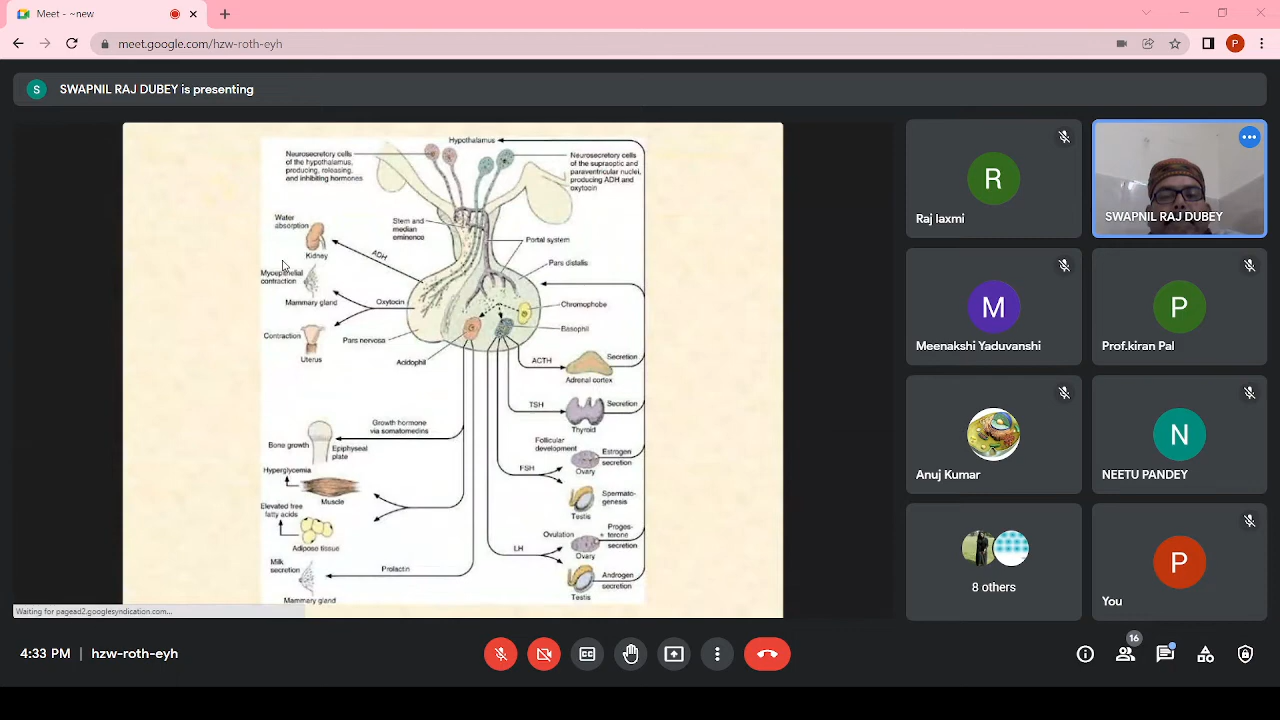 Meet - ~new
meet.google.com/hzw-roth-eyh
P
S
SWAPNIL RAJ DUBEY is presenting
Hypothalamus
Neurosecretory cells
of the hypothalamus,
producing, releasing,
and inhibiting hormones
Neurosecretory cells
of the supraoptic and
paraventricular nuclei,
producing ADH and
oxytocin
Water
absorption
Kidney
Stem and
median
eminence
ADH
Portal system
Pars distalis
Myoepithelial
contraction
Mammary gland
Oxytocin
Chromophobe
Basophil
Contraction
Uterus
Pars nervosa
Acidophil
ACTH
Secretion
Adrenal cortex
TSH
Secretion
Thyroid
Growth hormone
via somatomedins
Bone growth
Epiphyseal
plate
Follicular
development
Estrogen
secretion
FSH
Ovary
Hyperglycemia
Muscle
Spermato-
genesis
Testis
Elevated free
fatty acids
Adipose tissue
Ovulation
Proges-
+ terone
secretion
LH
Ovary
Milk
secretion
Prolactin
Mammary gland
Androgen
secretion
Testis
R
Raj laxmi
SWAPNIL RAJ DUBEY
M
Meenakshi Yaduvanshi
P
Prof.kiran Pal
Anuj Kumar
N
NEETU PANDEY
8 others
P
You
Waiting for pagead2.googlesyndication.com...
4:33 PM | hzw-roth-eyh
16